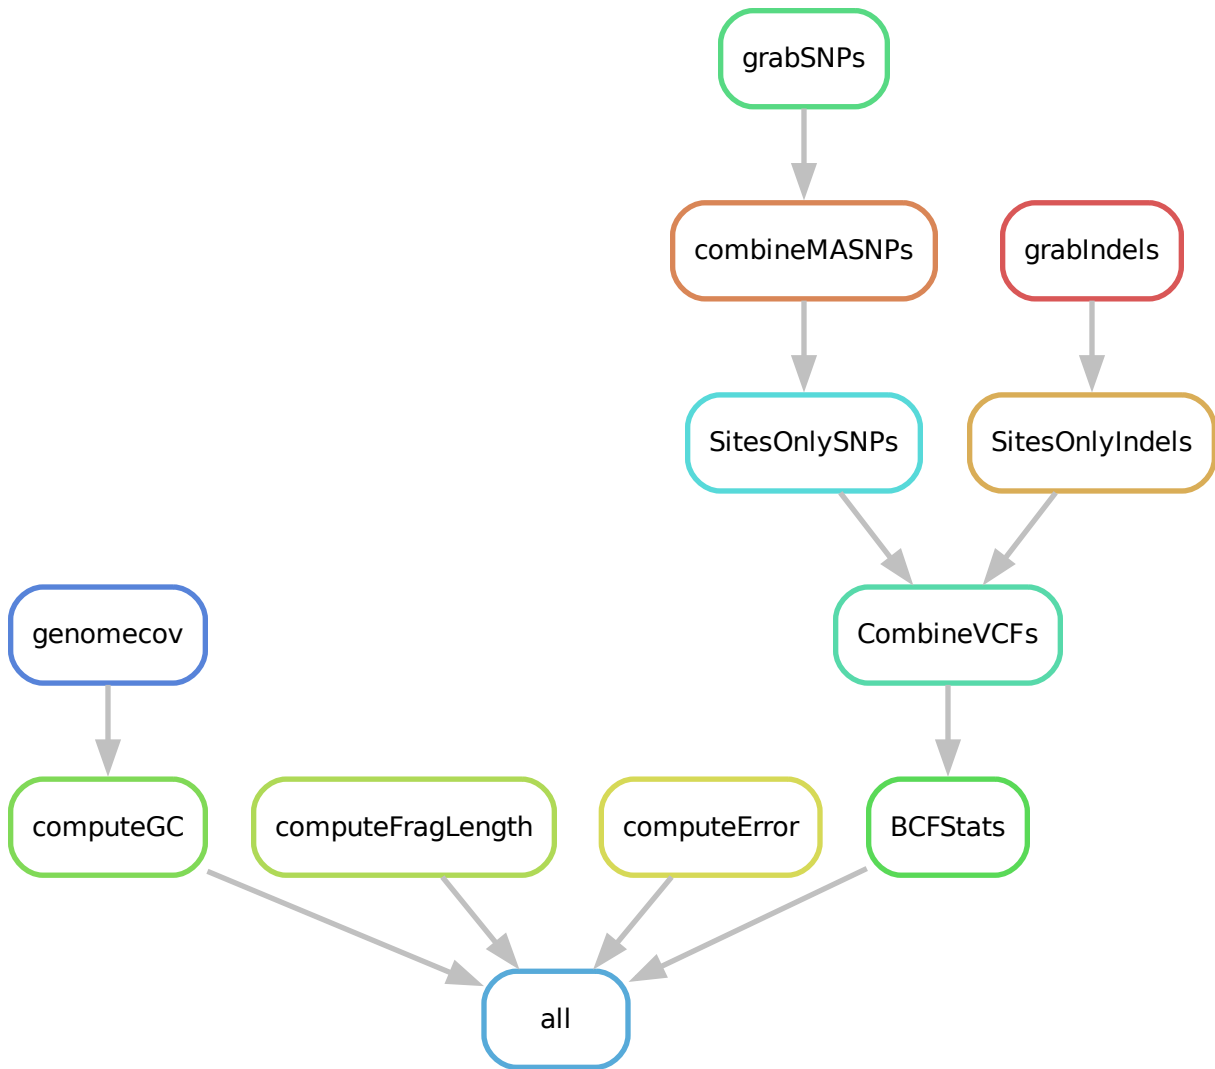 grabSNPs
combineMASNPs
grabIndels
SitesOnlySNPs
SitesOnlyIndels
genomecov
CombineVCFs
computeGC
computeFragLength
computeError
BCFStats
all